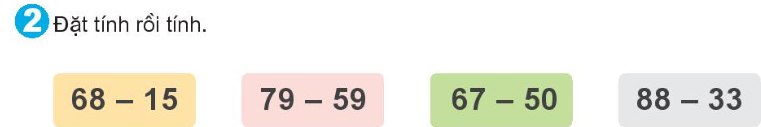 2 Đặt tính rồi tính.
68 – 15 79 – 59 67 – 50 88 – 33